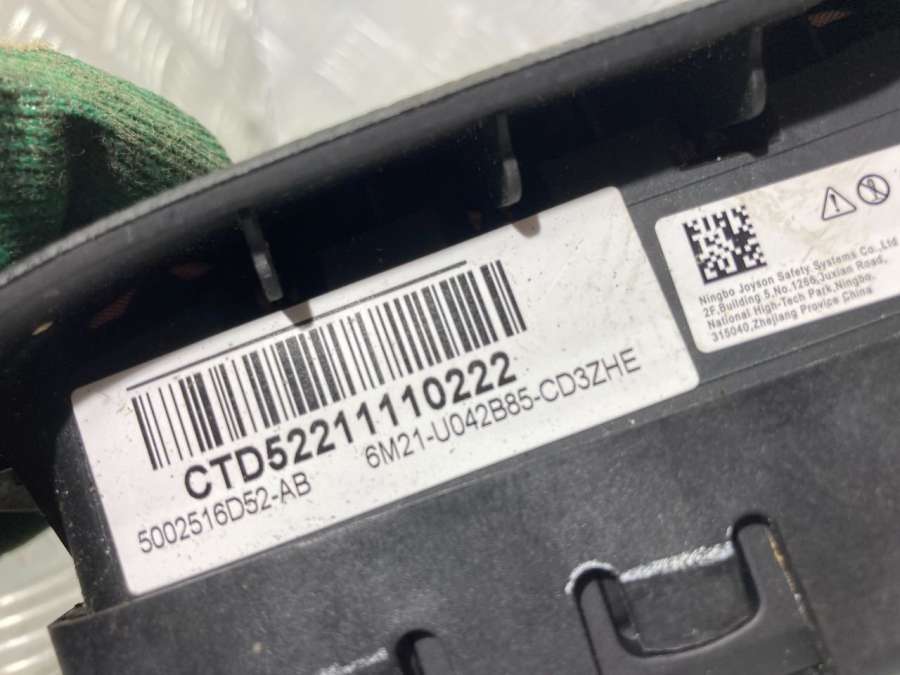 CTD52211110222
5002516D52-AB
6M21-U042B85-CD3ZHE
Ningbo Joyson Safety Systems Co.,Ltd
2F,Building 5,No.1266,Juxian Road,
National High-Tech Park,Ningbo,
315040,Zhejiang Provice China